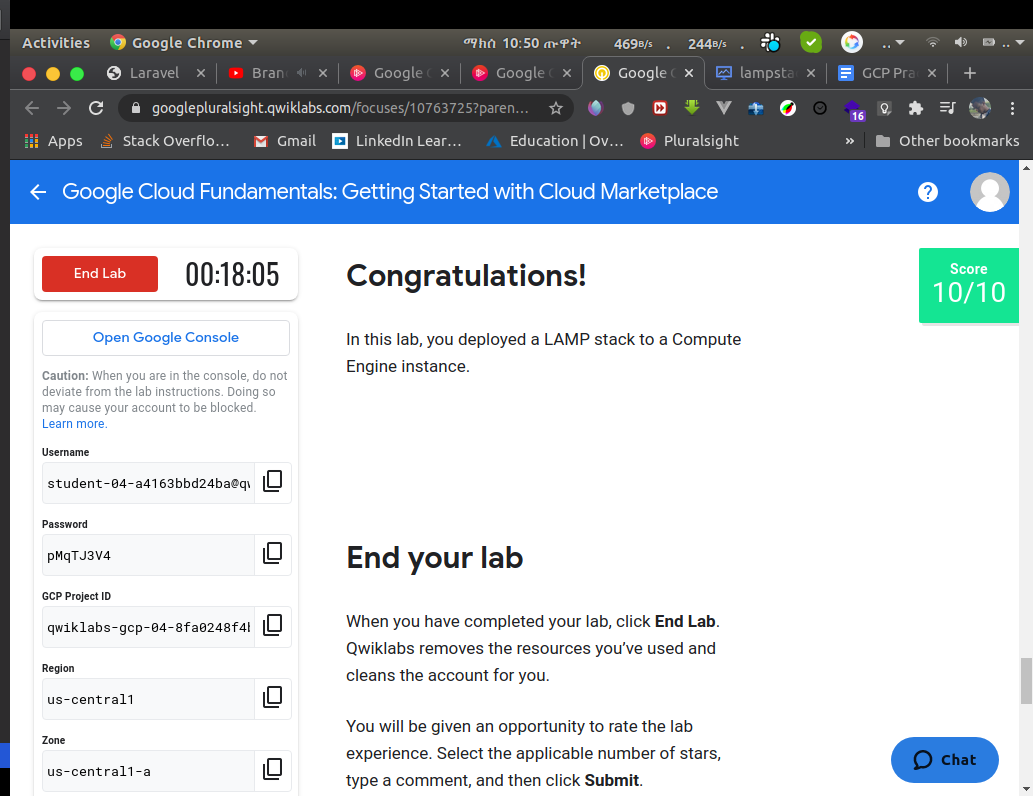 Activities Google Chrome ማክሰ 10:50 ጡዋት 469B/s . 244B/s . ..
Laravel Bran Google C Google C Google C lampsta GCP Pra
googlepluralsight.qwiklabs.com/focuses/10763725?paren... 16
Apps Stack Overflo... Gmail LinkedIn Lear... Education | Ov... Pluralsight » Other bookmarks
Google Cloud Fundamentals: Getting Started with Cloud Marketplace
End Lab 00:18:05
Open Google Console
Caution: When you are in the console, do not
deviate from the lab instructions. Doing so
may cause your account to be blocked.
Learn more.
Username
student-04-a4163bbd24ba@qw
Password
pMqTJ3V4
GCP Project ID
qwiklabs-gcp-04-8fa0248f4b
Region
us-central1
Zone
us-central1-a
Congratulations!
In this lab, you deployed a LAMP stack to a Compute
Engine instance.
End your lab
When you have completed your lab, click End Lab.
Qwiklabs removes the resources you’ve used and
cleans the account for you.
You will be given an opportunity to rate the lab
experience. Select the applicable number of stars,
type a comment, and then click Submit.
Score
10/10
Chat